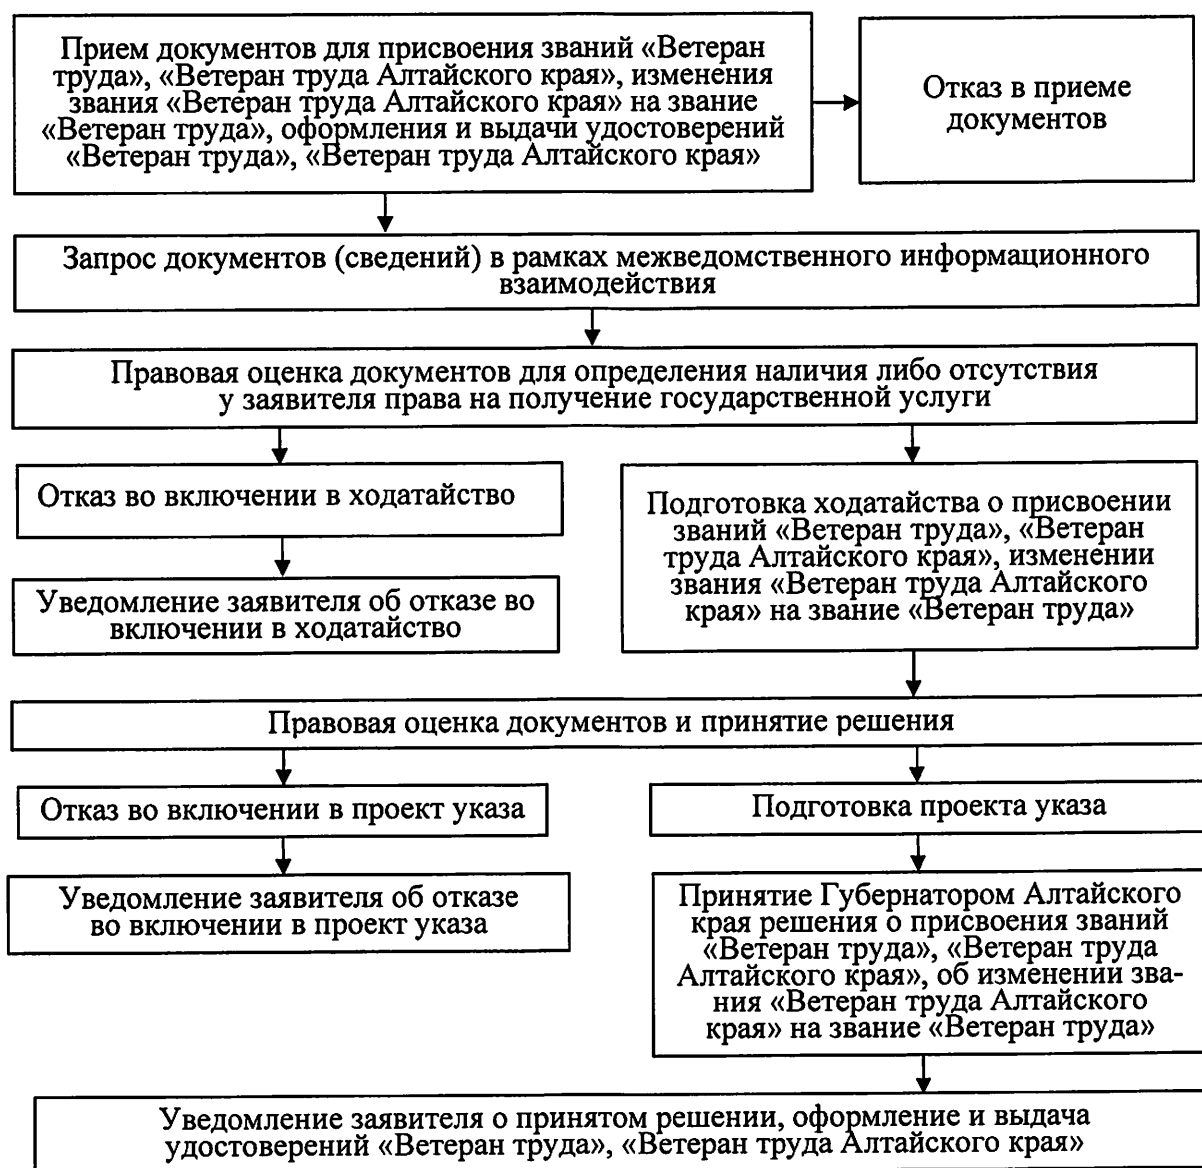 Прием документов для присвоения званий «Ветеран
труда», «Ветеран труда Алтайского края», изменения
звания «Ветеран труда Алтайского края» на звание
«Ветеран труда», оформления и выдачи удостоверений
«Ветеран труда», «Ветеран труда Алтайского края»
Отказ в приеме
документов
Запрос документов (сведений) в рамках межведомственного информационного
взаимодействия
Правовая оценка документов для определения наличия либо отсутствия
у заявителя права на получение государственной услуги
Отказ во включении в ходатайство
Уведомление заявителя об отказе во
включении в ходатайство
Подготовка ходатайства о присвоении
званий «Ветеран труда», «Ветеран
труда Алтайского края», изменении
звания «Ветеран труда Алтайского
края» на звание «Ветеран труда»
Правовая оценка документов и принятие решения
Отказ во включении в проект указа
Уведомление заявителя об отказе
во включении в проект указа
Подготовка проекта указа
Принятие Губернатором Алтайского
края решения о присвоения званий
«Ветеран труда», «Ветеран труда
Алтайского края», об изменении зва-
ния «Ветеран труда Алтайского
края» на звание «Ветеран труда»
Уведомление заявителя о принятом решении, оформление и выдача
удостоверений «Ветеран труда», «Ветеран труда Алтайского края»